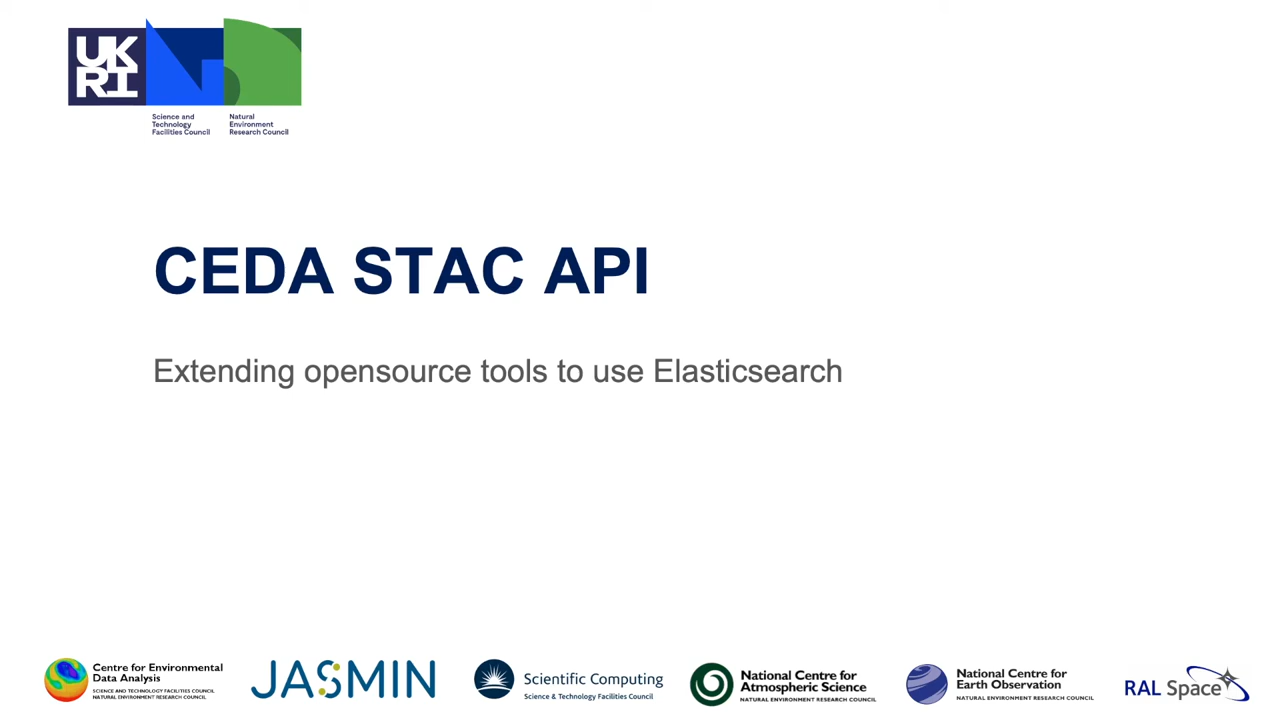 UK
RI
Science and
Technology
Facilities Council
Natural
Environment
Research Council
CEDA STAC API
Extending opensource tools to use Elasticsearch
Centre for Environmental
Data Analysis
SCIENCE AND TECHNOLOGY FACILITIES COUNCIL
NATURAL ENVIRONMENT RESEARCH COUNCIL
JASMIN
Scientific Computing
Science & Technology Facilities Council
National Centre for
Atmospheric Science
NATURAL ENVIRONMENT RESEARCH COUNCIL
National Centre for
Earth Observation
NATURAL ENVIRONMENT RESEARCH COUNCIL
RAL Space